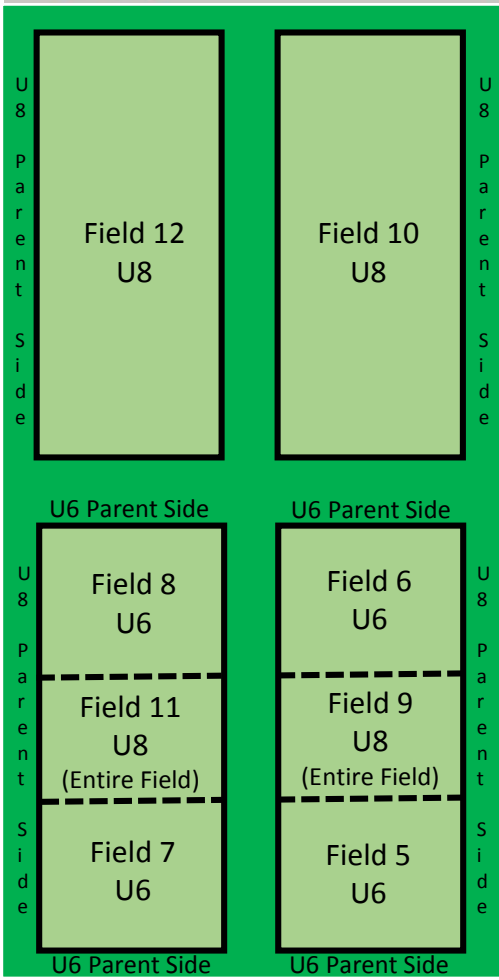 U8 Parent Side
Field 12
U8
Field 10
U8
U8 Parent Side
U6 Parent Side
U6 Parent Side
U8 Parent Side
Field 8
U6
Field 11
U8
(Entire Field)
Field 7
U6
Field 6
U6
Field 9
U8
(Entire Field)
Field 5
U6
U8 Parent Side
U6 Parent Side
U6 Parent Side